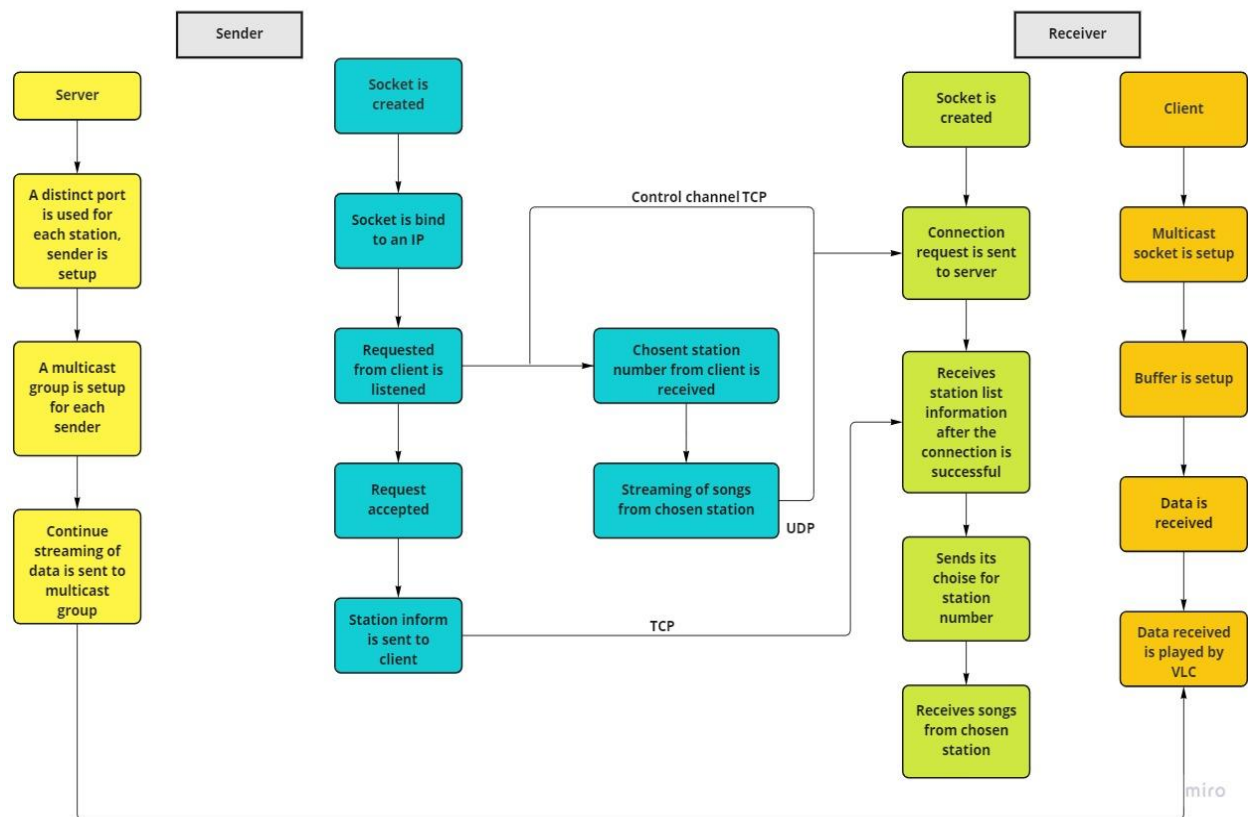 Sender
Receiver
Server
A distinct port
is used for
each station,
sender is
setup
A multicast
group is setup
for each
sender
Continue
streaming of
data is sent to
multicast
group
Socket is
created
Socket is bind
to an IP
Requested
from client is
listened
Request
accepted
Station inform
is sent to
client
Control channel TCP
Chosent station
number from client is
received
Streaming of songs
from chosen station
UDP
TCP
Socket is
created
Connection
request is sent
to server
Receives
station list
information
after the
connection is
successful
Sends its
choise for
station
number
Receives songs
from chosen
station
Client
Multicast
socket is setup
Buffer is setup
Data is
received
Data received
is played by
VLC
miro